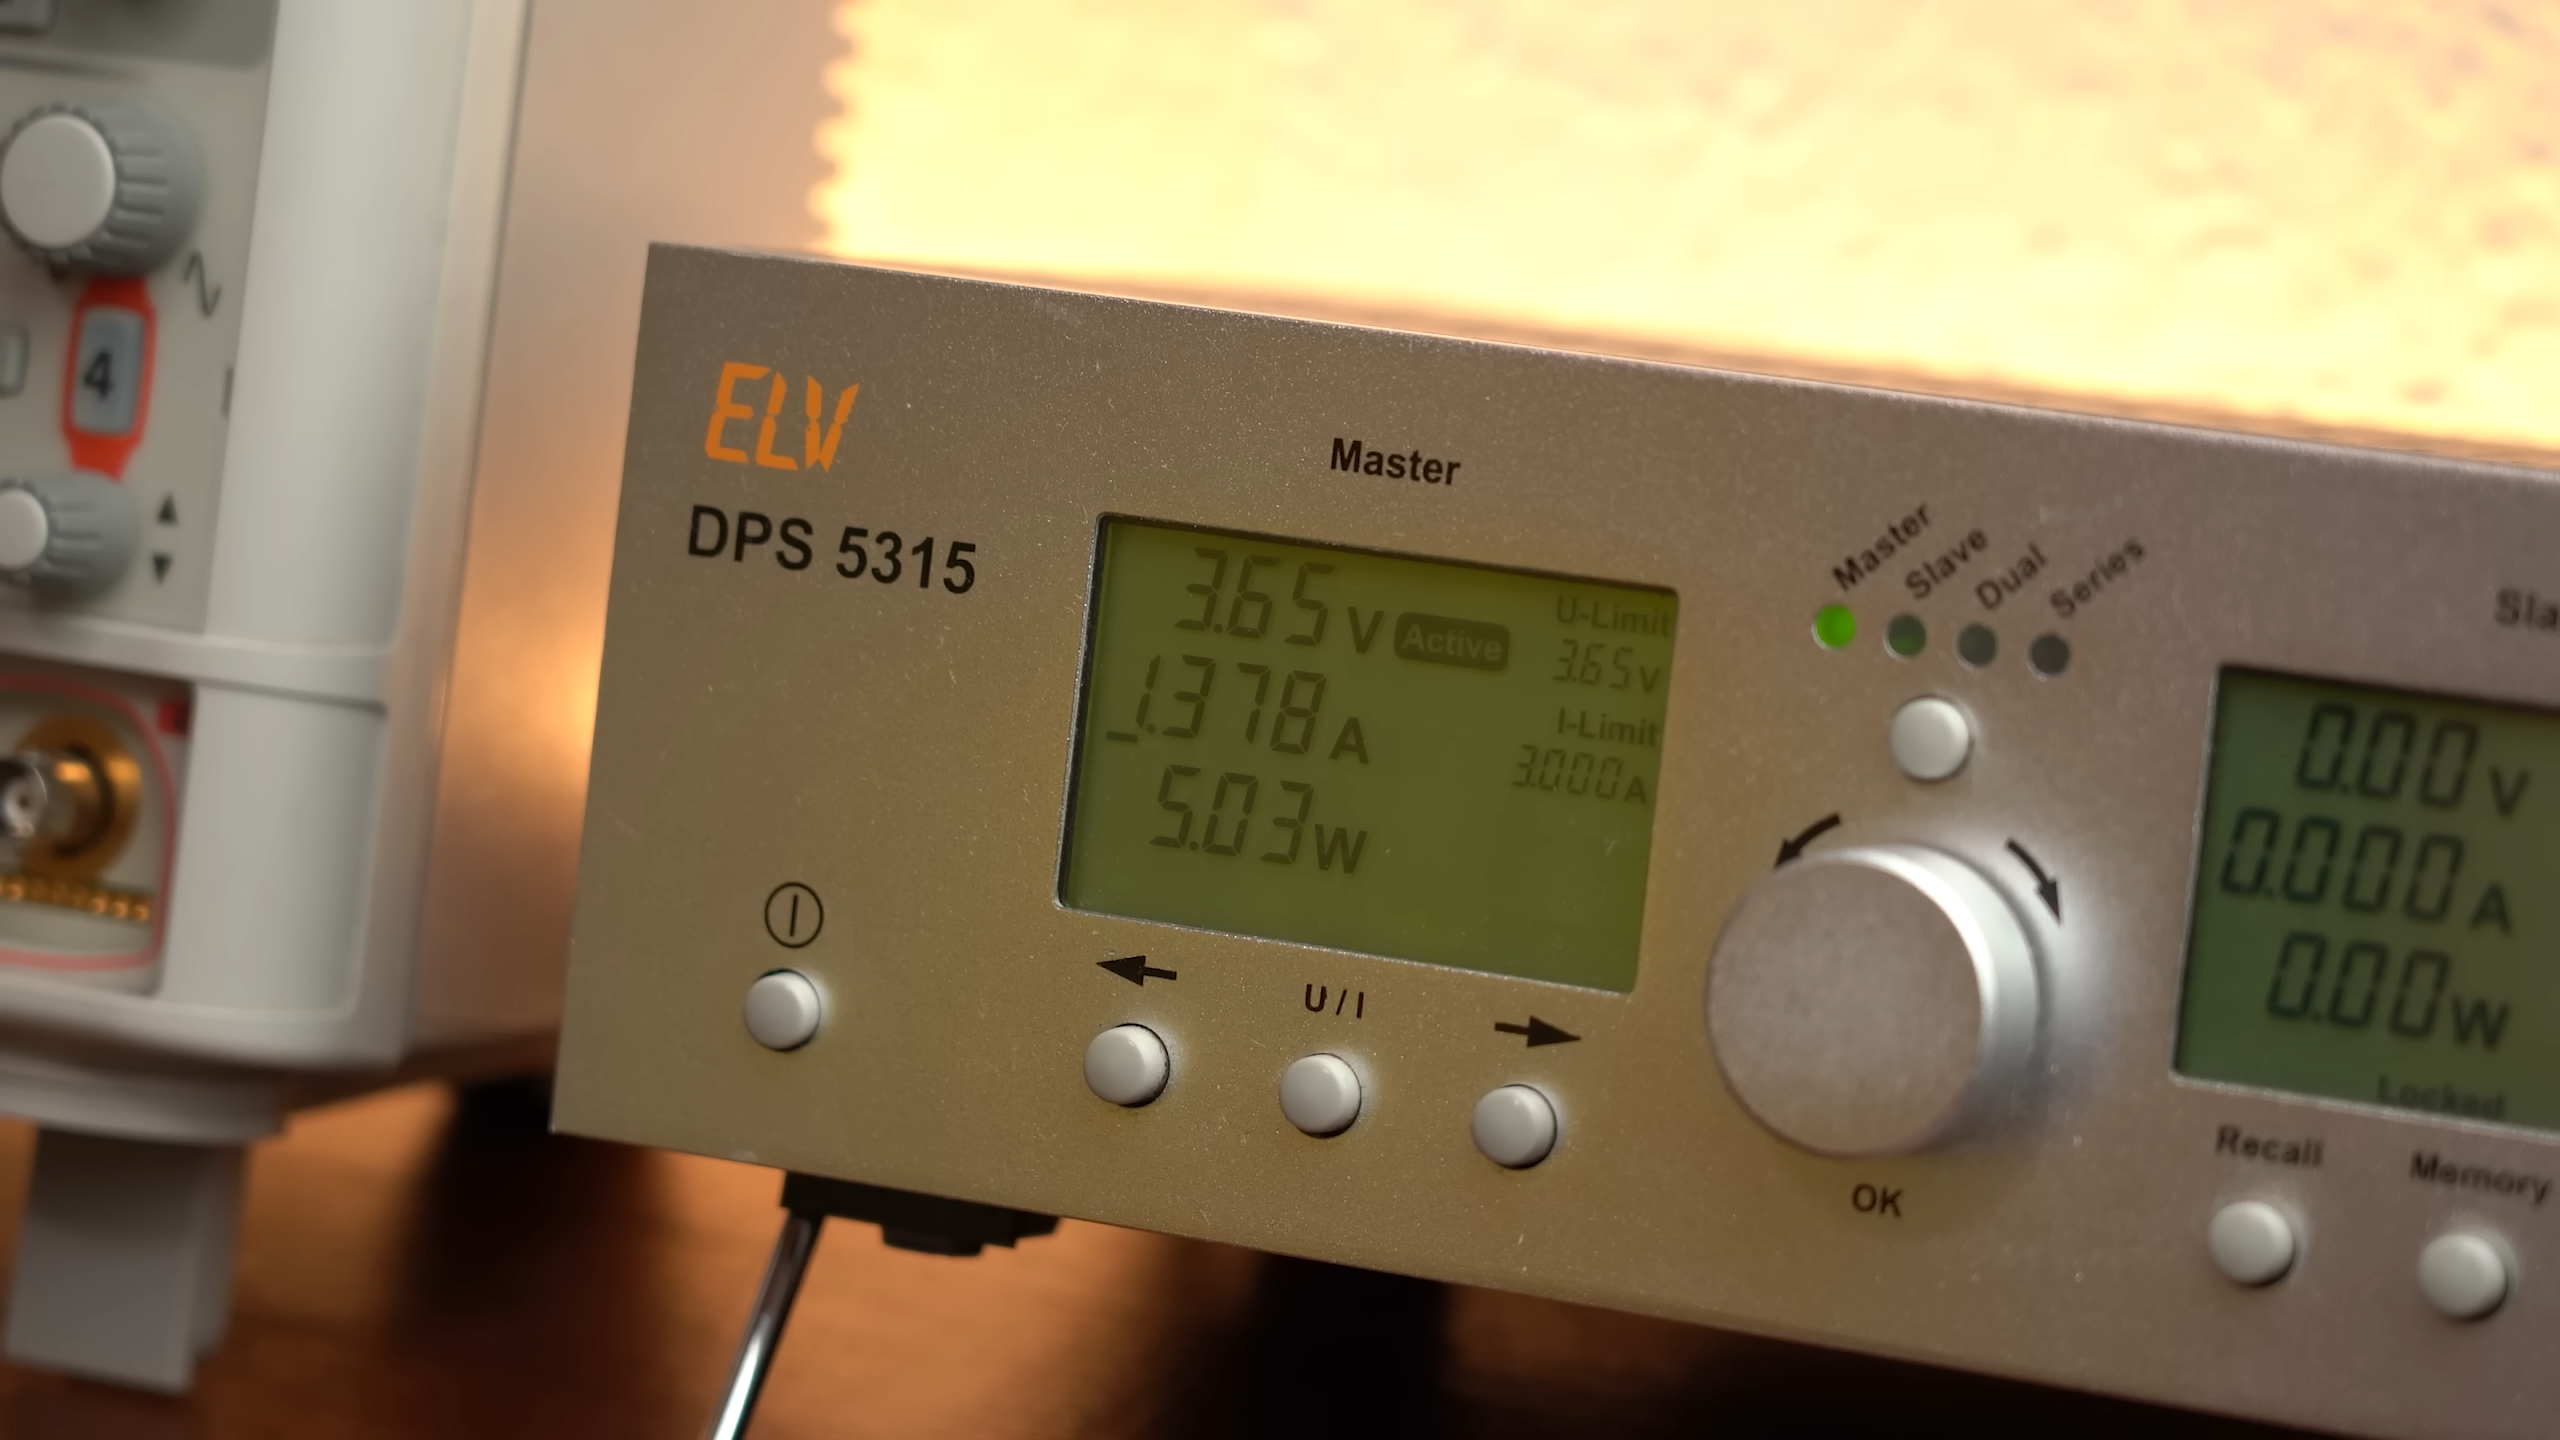 4
ELV
DPS 5315
Master
3.65 V Active
1.378 A
5.03 W
U-Limit
3.65 V
I-Limit
3.000 A
U / I
Master
Slave
Dual
Series
OK
0.00 V
0.000 A
0.00 W
Locked
Recall
Memory